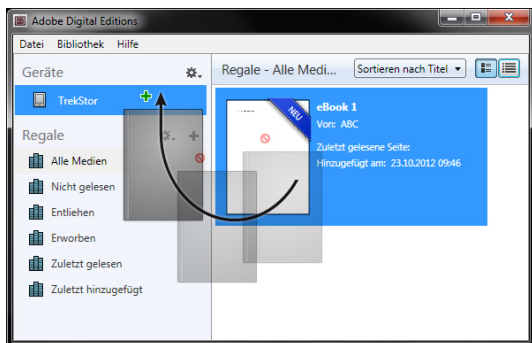 Adobe Digital Editions
Datei Bibliothek Hilfe
Geräte
TrekStor
Regale
Alle Medien
Nicht gelesen
Entliehen
Erworben
Zuletzt gelesen
Zuletzt hinzugefügt
Regale - Alle Medi...
Sortieren nach Titel
NEU
eBook 1
Von: ABC
Zuletzt gelesene Seite:
Hinzugefügt am: 23.10.2012 09:46